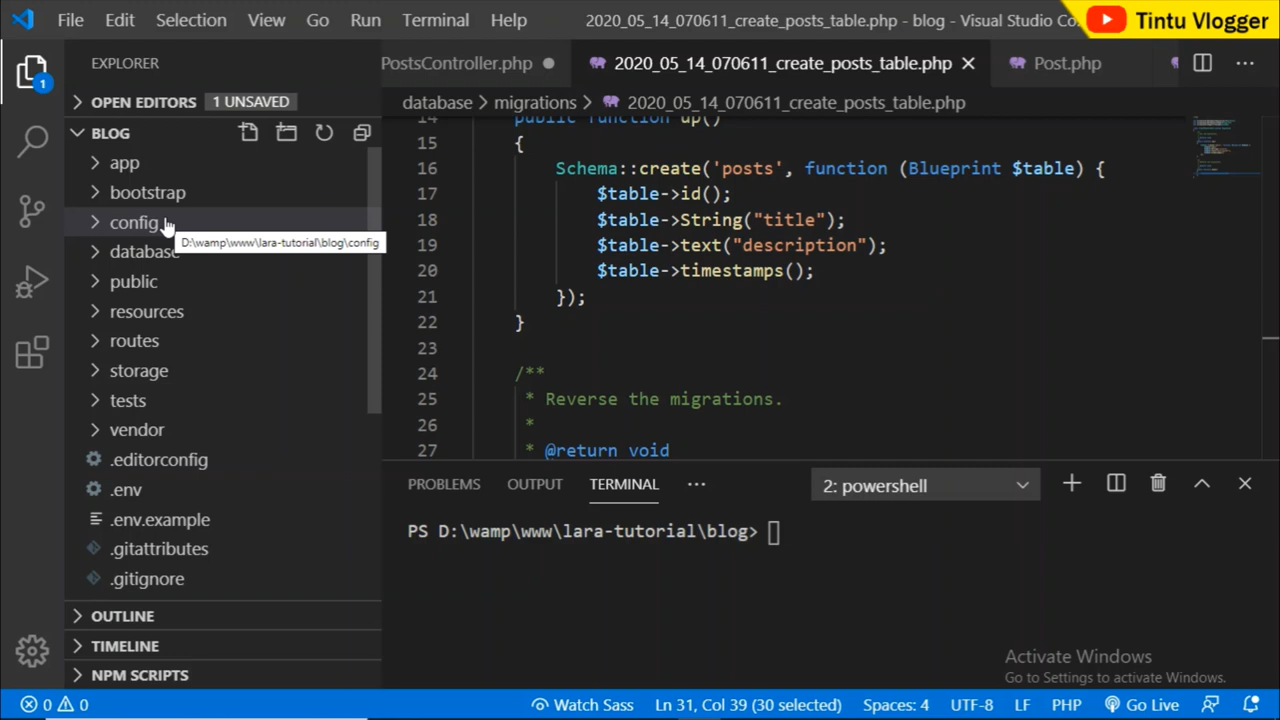 File Edit Selection View Go Run Terminal Help 2020_05_14_070611_create_posts_table.php - blog - Visual Studio Co
Tintu Vlogger
EXPLORER
1
OPEN EDITORS 1 UNSAVED
BLOG
app
bootstrap
config
D:\wamp\www\lara-tutorial\blog\config
database
public
resources
routes
storage
tests
vendor
.editorconfig
.env
.env.example
.gitattributes
.gitignore
OUTLINE
TIMELINE
NPM SCRIPTS
PostsController.php 2020_05_14_070611_create_posts_table.php Post.php
database > migrations > 2020_05_14_070611_create_posts_table.php
14 public function up()
15 {
16 Schema::create('posts', function (Blueprint $table) {
17 $table->id();
18 $table->String("title");
19 $table->text("description");
20 $table->timestamps();
21 });
22 }
23
24 /**
25 * Reverse the migrations.
26 *
27 * @return void
PROBLEMS OUTPUT TERMINAL ... 2: powershell
PS D:\wamp\www\lara-tutorial\blog>
Activate Windows
Go to Settings to activate Windows.
0 0 Watch Sass Ln 31, Col 39 (30 selected) Spaces: 4 UTF-8 LF PHP Go Live